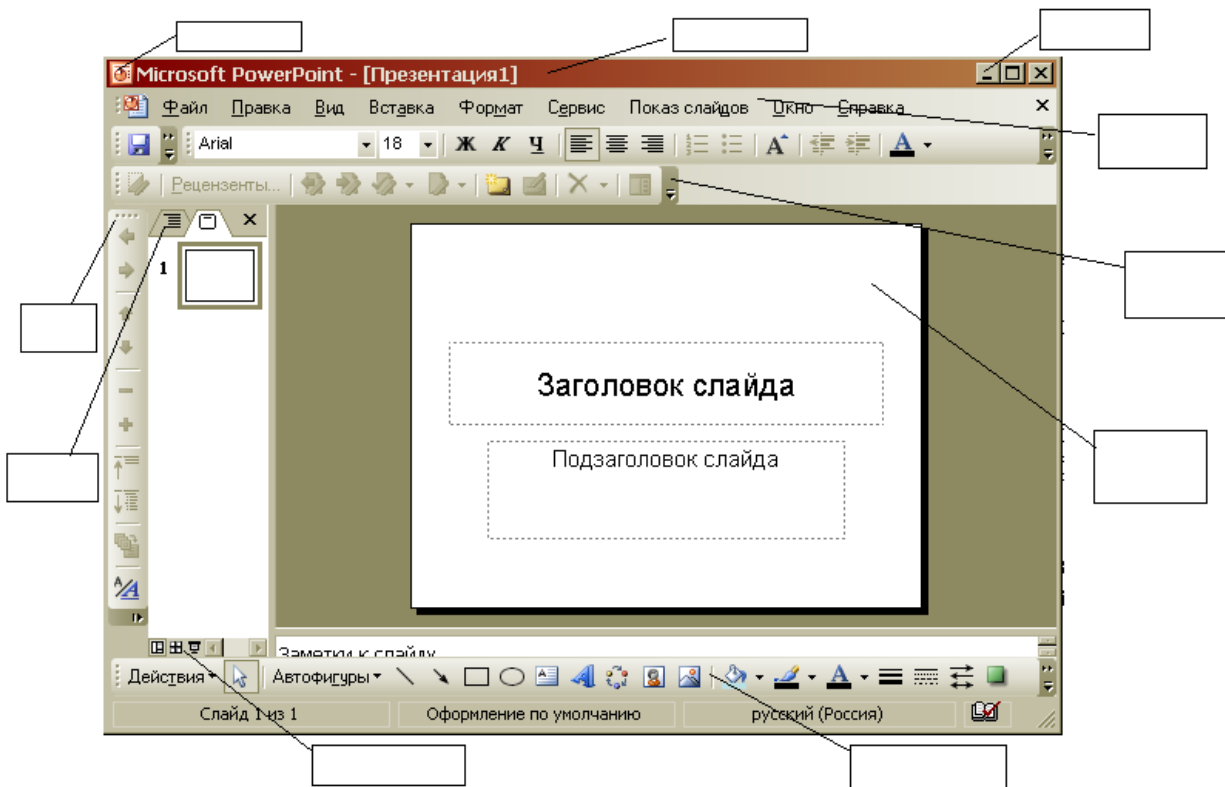 Microsoft PowerPoint - [Презентация1]
Файл Правка Вид Вставка Формат Сервис Показ слайдов Окно Справка
Arial 18 Ж К Ч A A
Рецензенты...
1
Заголовок слайда
Подзаголовок слайда
Заметки к слайду
Действия Автофигуры A A
Слайд 1 из 1 Оформление по умолчанию русский (Россия)